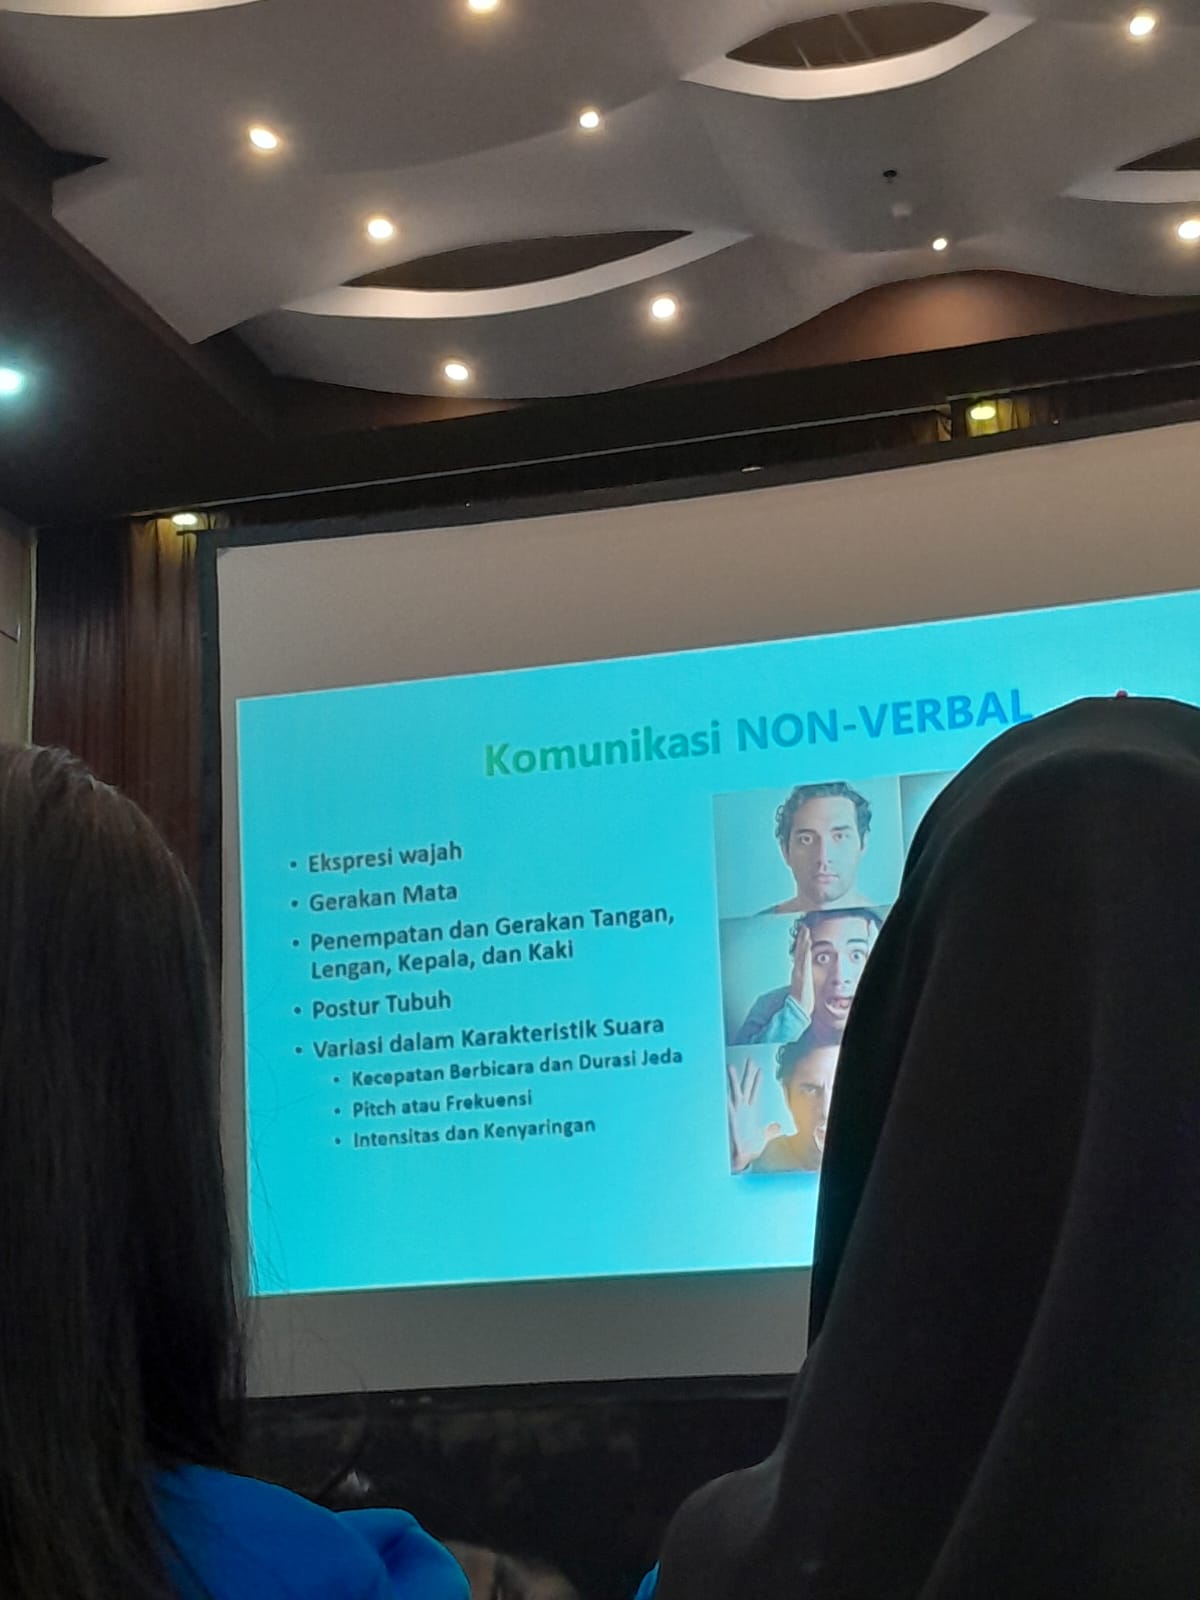 Komunikasi NON-VERBAL
• Ekspresi wajah
• Gerakan Mata
• Penempatan dan Gerakan Tangan,
Lengan, Kepala, dan Kaki
• Postur Tubuh
• Variasi dalam Karakteristik Suara
• Kecepatan Berbicara dan Durasi Jeda
• Pitch atau Frekuensi
• Intensitas dan Kenyaringan